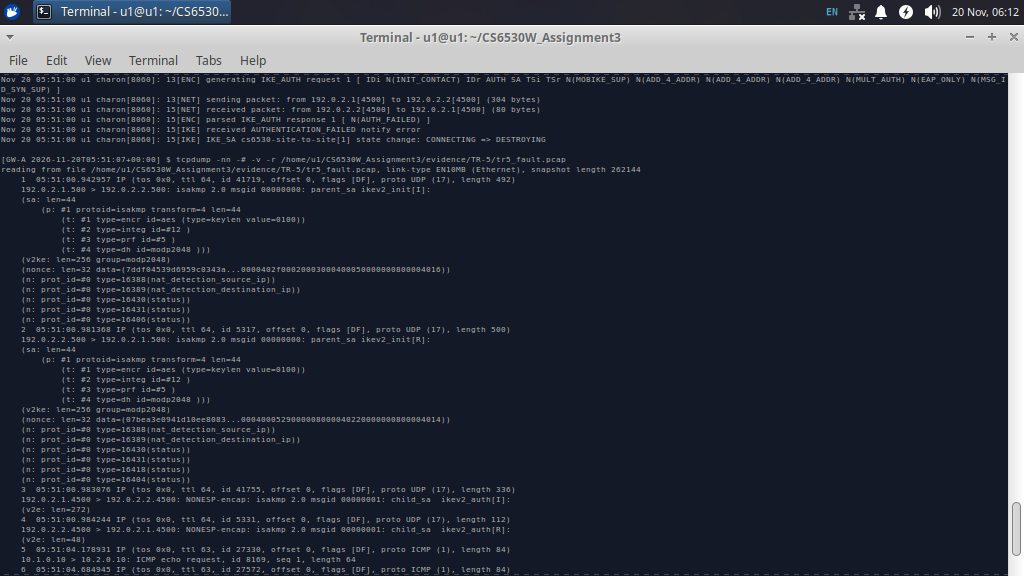 Terminal - u1@u1: ~/CS6530...
EN
20 Nov, 06:12
Terminal - u1@u1: ~/CS6530W_Assignment3
File Edit View Terminal Tabs Help
Nov 20 05:51:00 u1 charon[8060]: 13[ENC] generating IKE_AUTH request 1 [ IDi N(INIT_CONTACT) IDr AUTH SA TSi TSr N(MOBIKE_SUP) N(ADD_4_ADDR) N(ADD_4_ADDR) N(ADD_4_ADDR) N(MULT_AUTH) N(EAP_ONLY) N(MSG_I
D_SYN_SUP) ]
Nov 20 05:51:00 u1 charon[8060]: 13[NET] sending packet: from 192.0.2.1[4500] to 192.0.2.2[4500] (304 bytes)
Nov 20 05:51:00 u1 charon[8060]: 15[NET] received packet: from 192.0.2.2[4500] to 192.0.2.1[4500] (80 bytes)
Nov 20 05:51:00 u1 charon[8060]: 15[ENC] parsed IKE_AUTH response 1 [ N(AUTH_FAILED) ]
Nov 20 05:51:00 u1 charon[8060]: 15[IKE] received AUTHENTICATION_FAILED notify error
Nov 20 05:51:00 u1 charon[8060]: 15[IKE] IKE_SA cs6530-site-to-site[1] state change: CONNECTING => DESTROYING
[GW-A 2026-11-20T05:51:07+00:00] $ tcpdump -nn -# -v -r /home/u1/CS6530W_Assignment3/evidence/TR-5/tr5_fault.pcap
reading from file /home/u1/CS6530W_Assignment3/evidence/TR-5/tr5_fault.pcap, link-type EN10MB (Ethernet), snapshot length 262144
1 05:51:00.942957 IP (tos 0x0, ttl 64, id 41719, offset 0, flags [DF], proto UDP (17), length 492)
192.0.2.1.500 > 192.0.2.2.500: isakmp 2.0 msgid 00000000: parent_sa ikev2_init[I]:
(sa: len=44
(p: #1 protoid=isakmp transform=4 len=44
(t: #1 type=encr id=aes (type=keylen value=0100))
(t: #2 type=integ id=#12 )
(t: #3 type=prf id=#5 )
(t: #4 type=dh id=modp2048 )))
(v2ke: len=256 group=modp2048)
(nonce: len=32 data=(7ddf04539d6959c0343a...0000402f00020003000400050000000800004016))
(n: prot_id=#0 type=16388(nat_detection_source_ip))
(n: prot_id=#0 type=16389(nat_detection_destination_ip))
(n: prot_id=#0 type=16430(status))
(n: prot_id=#0 type=16431(status))
(n: prot_id=#0 type=16406(status))
2 05:51:00.981368 IP (tos 0x0, ttl 64, id 5317, offset 0, flags [DF], proto UDP (17), length 500)
192.0.2.2.500 > 192.0.2.1.500: isakmp 2.0 msgid 00000000: parent_sa ikev2_init[R]:
(sa: len=44
(p: #1 protoid=isakmp transform=4 len=44
(t: #1 type=encr id=aes (type=keylen value=0100))
(t: #2 type=integ id=#12 )
(t: #3 type=prf id=#5 )
(t: #4 type=dh id=modp2048 )))
(v2ke: len=256 group=modp2048)
(nonce: len=32 data=(07bea3e0941d10ee8083...0004000529000008000040220000000800004014))
(n: prot_id=#0 type=16388(nat_detection_source_ip))
(n: prot_id=#0 type=16389(nat_detection_destination_ip))
(n: prot_id=#0 type=16430(status))
(n: prot_id=#0 type=16431(status))
(n: prot_id=#0 type=16418(status))
(n: prot_id=#0 type=16404(status))
3 05:51:00.983076 IP (tos 0x0, ttl 64, id 41755, offset 0, flags [DF], proto UDP (17), length 336)
192.0.2.1.4500 > 192.0.2.2.4500: NONESP-encap: isakmp 2.0 msgid 00000001: child_sa ikev2_auth[I]:
(v2e: len=272)
4 05:51:00.984244 IP (tos 0x0, ttl 64, id 5331, offset 0, flags [DF], proto UDP (17), length 112)
192.0.2.2.4500 > 192.0.2.1.4500: NONESP-encap: isakmp 2.0 msgid 00000001: child_sa ikev2_auth[R]:
(v2e: len=48)
5 05:51:04.178931 IP (tos 0x0, ttl 63, id 27330, offset 0, flags [DF], proto ICMP (1), length 84)
10.1.0.10 > 10.2.0.10: ICMP echo request, id 8169, seq 1, length 64
6 05:51:04.684945 IP (tos 0x0, ttl 63, id 27572, offset 0, flags [DF], proto ICMP (1), length 84)